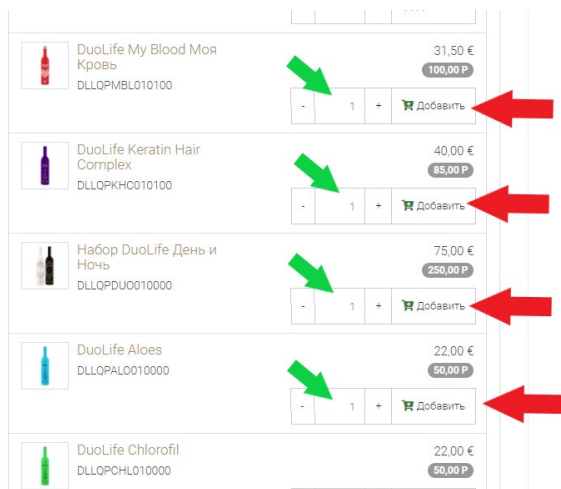 DuoLife My Blood Моя
Кровь
DLLQPMBL010100
31,50 €
100,00 P
- 1 + Добавить
DuoLife Keratin Hair
Complex
DLLQPKHC010100
40,00 €
85,00 P
- 1 + Добавить
Набор DuoLife День и
Ночь
DLLQPDUO010000
75,00 €
250,00 P
- 1 + Добавить
DuoLife Aloes
DLLQPALO010000
22,00 €
50,00 P
- 1 + Добавить
DuoLife Chlorofil
DLLQPCHL010000
22,00 €
50,00 P